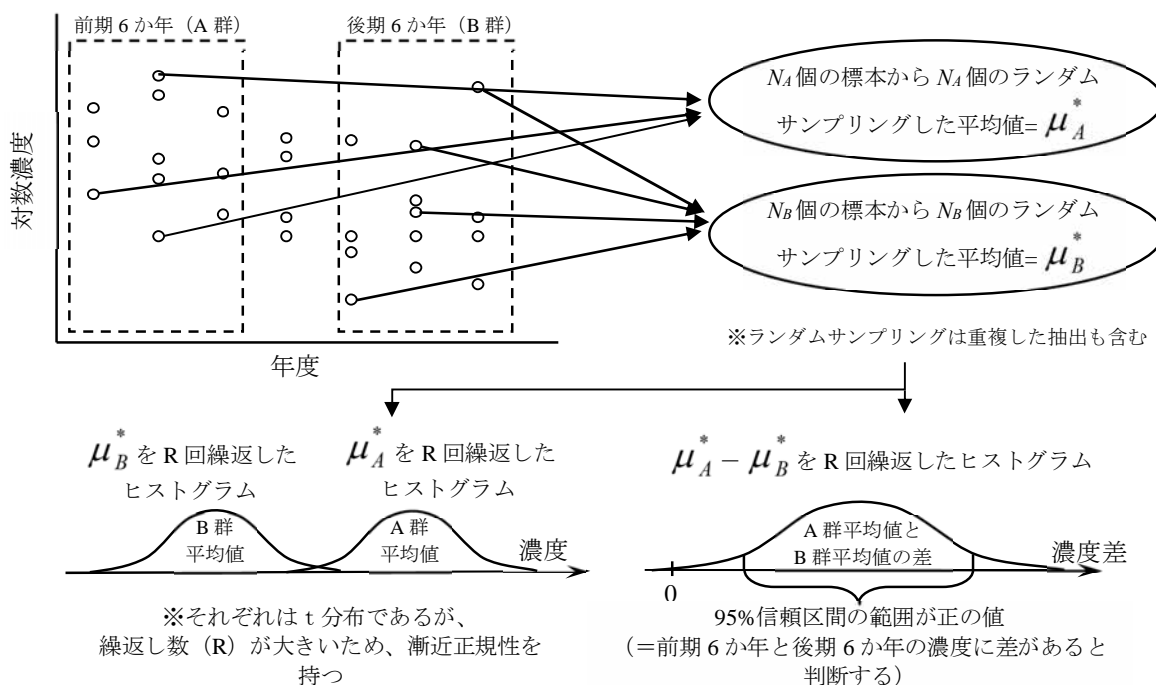 前期 6 か年（A 群）
後期 6 か年（B 群）
対数濃度
年度
N_A 個の標本から N_A 個のランダム
サンプリングした平均値= μ_A^*
N_B 個の標本から N_B 個のランダム
サンプリングした平均値= μ_B^*
※ランダムサンプリングは重複した抽出も含む
μ_B^* を R 回繰返した
ヒストグラム
μ_A^* を R 回繰返した
ヒストグラム
μ_A^* − μ_B^* を R 回繰返したヒストグラム
B 群
平均値
A 群
平均値
濃度
A 群平均値と
B 群平均値の差
濃度差
0
※それぞれは t 分布であるが、
繰返し数（R）が大きいため、漸近正規性を
持つ
95%信頼区間の範囲が正の値
（＝前期 6 か年と後期 6 か年の濃度に差があると
判断する）